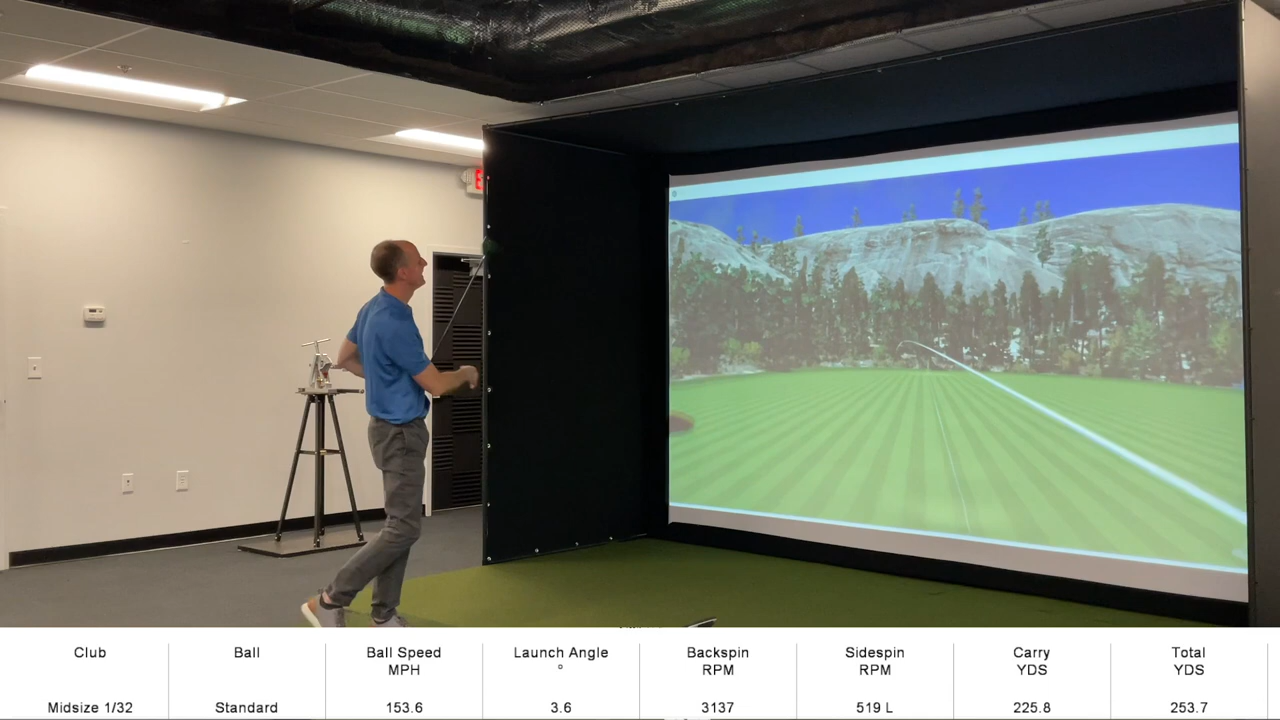 E
Club Ball Ball Speed Launch Angle Backspin Sidespin Carry Total
MPH ° RPM RPM YDS YDS
Midsize 1/32 Standard 153.6 3.6 3137 519 L 225.8 253.7